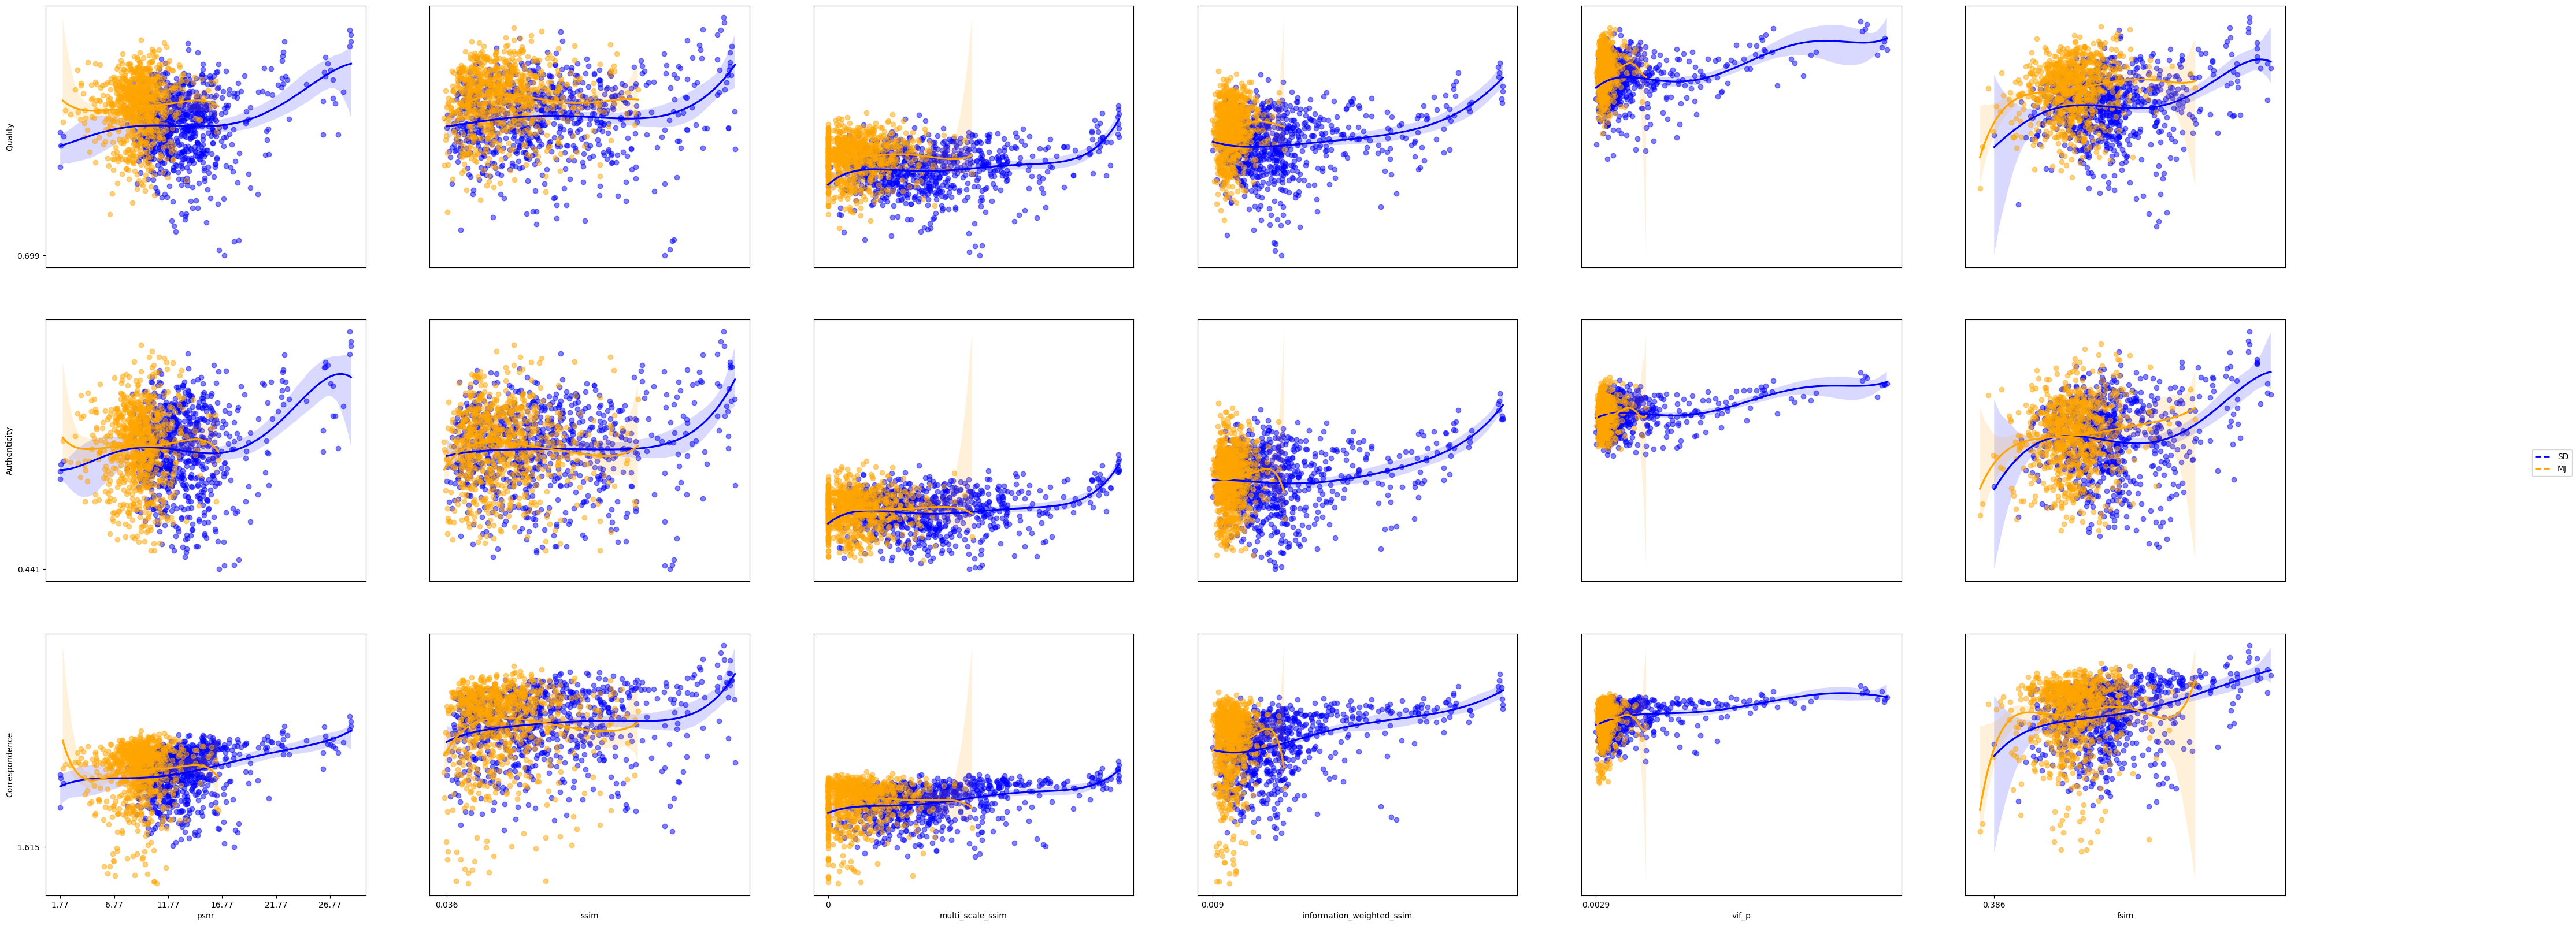 Quality
0.699
Authenticity
0.441
SD
MJ
Correspondence
1.615
1.77 6.77 11.77 16.77 21.77 26.77
0.036
0
0.009
0.0029
0.386
psnr
ssim
multi_scale_ssim
information_weighted_ssim
vif_p
fsim